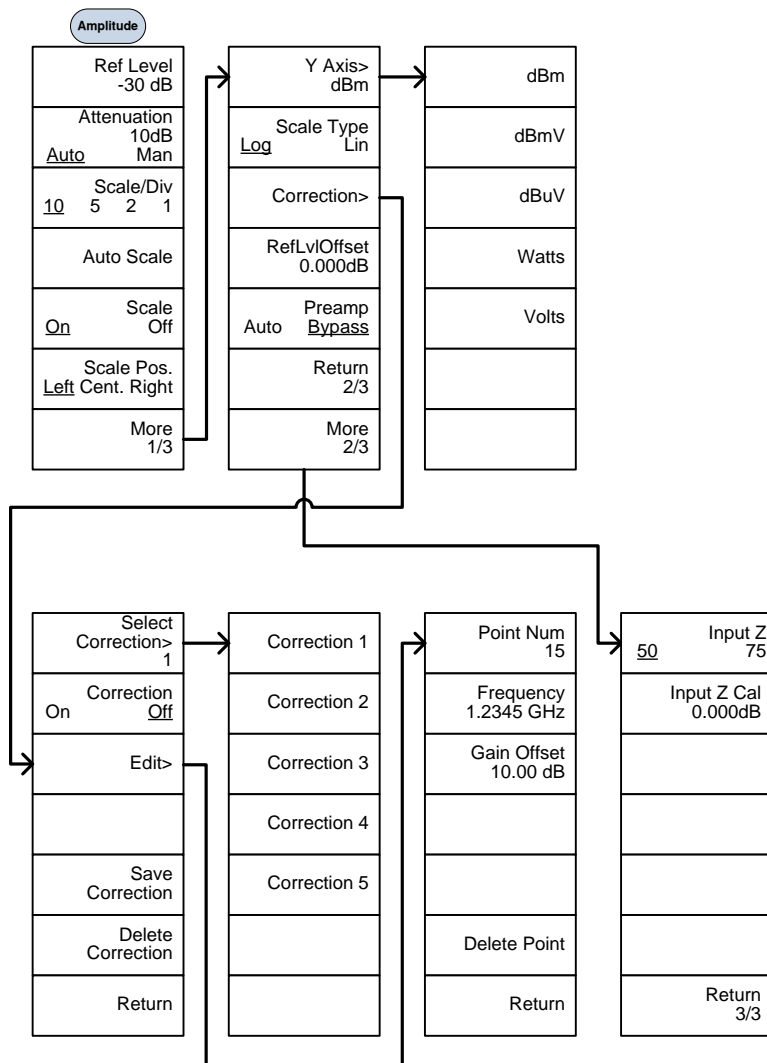 Amplitude
Ref Level
-30 dB
Attenuation
10dB
Auto Man
Scale/Div
10 5 2 1
Auto Scale
Scale
On Off
Scale Pos.
Left Cent. Right
More
1/3
Y Axis>
dBm
Scale Type
Log Lin
Correction>
RefLvlOffset
0.000dB
Preamp
Auto Bypass
Return
2/3
More
2/3
dBm
dBmV
dBuV
Watts
Volts
Select
Correction>
1
Correction
On Off
Edit>
Save
Correction
Delete
Correction
Return
Correction 1
Correction 2
Correction 3
Correction 4
Correction 5
Point Num
15
Frequency
1.2345 GHz
Gain Offset
10.00 dB
Delete Point
Return
Input Z
50 75
Input Z Cal
0.000dB
Return
3/3